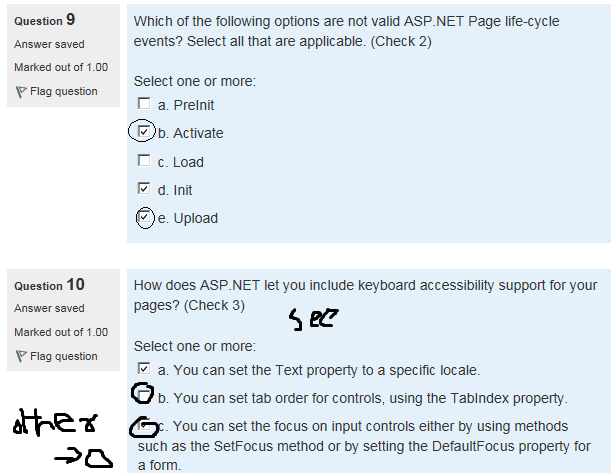 Question 9
Answer saved
Marked out of 1.00
Flag question
Which of the following options are not valid ASP.NET Page life-cycle
events? Select all that are applicable. (Check 2)
Select one or more:
a. PreInit
b. Activate
c. Load
d. Init
e. Upload
Question 10
Answer saved
Marked out of 1.00
Flag question
How does ASP.NET let you include keyboard accessibility support for your
pages? (Check 3)
Select one or more:
a. You can set the Text property to a specific locale.
b. You can set tab order for controls, using the TabIndex property.
c. You can set the focus on input controls either by using methods
such as the SetFocus method or by setting the DefaultFocus property for
a form.
other